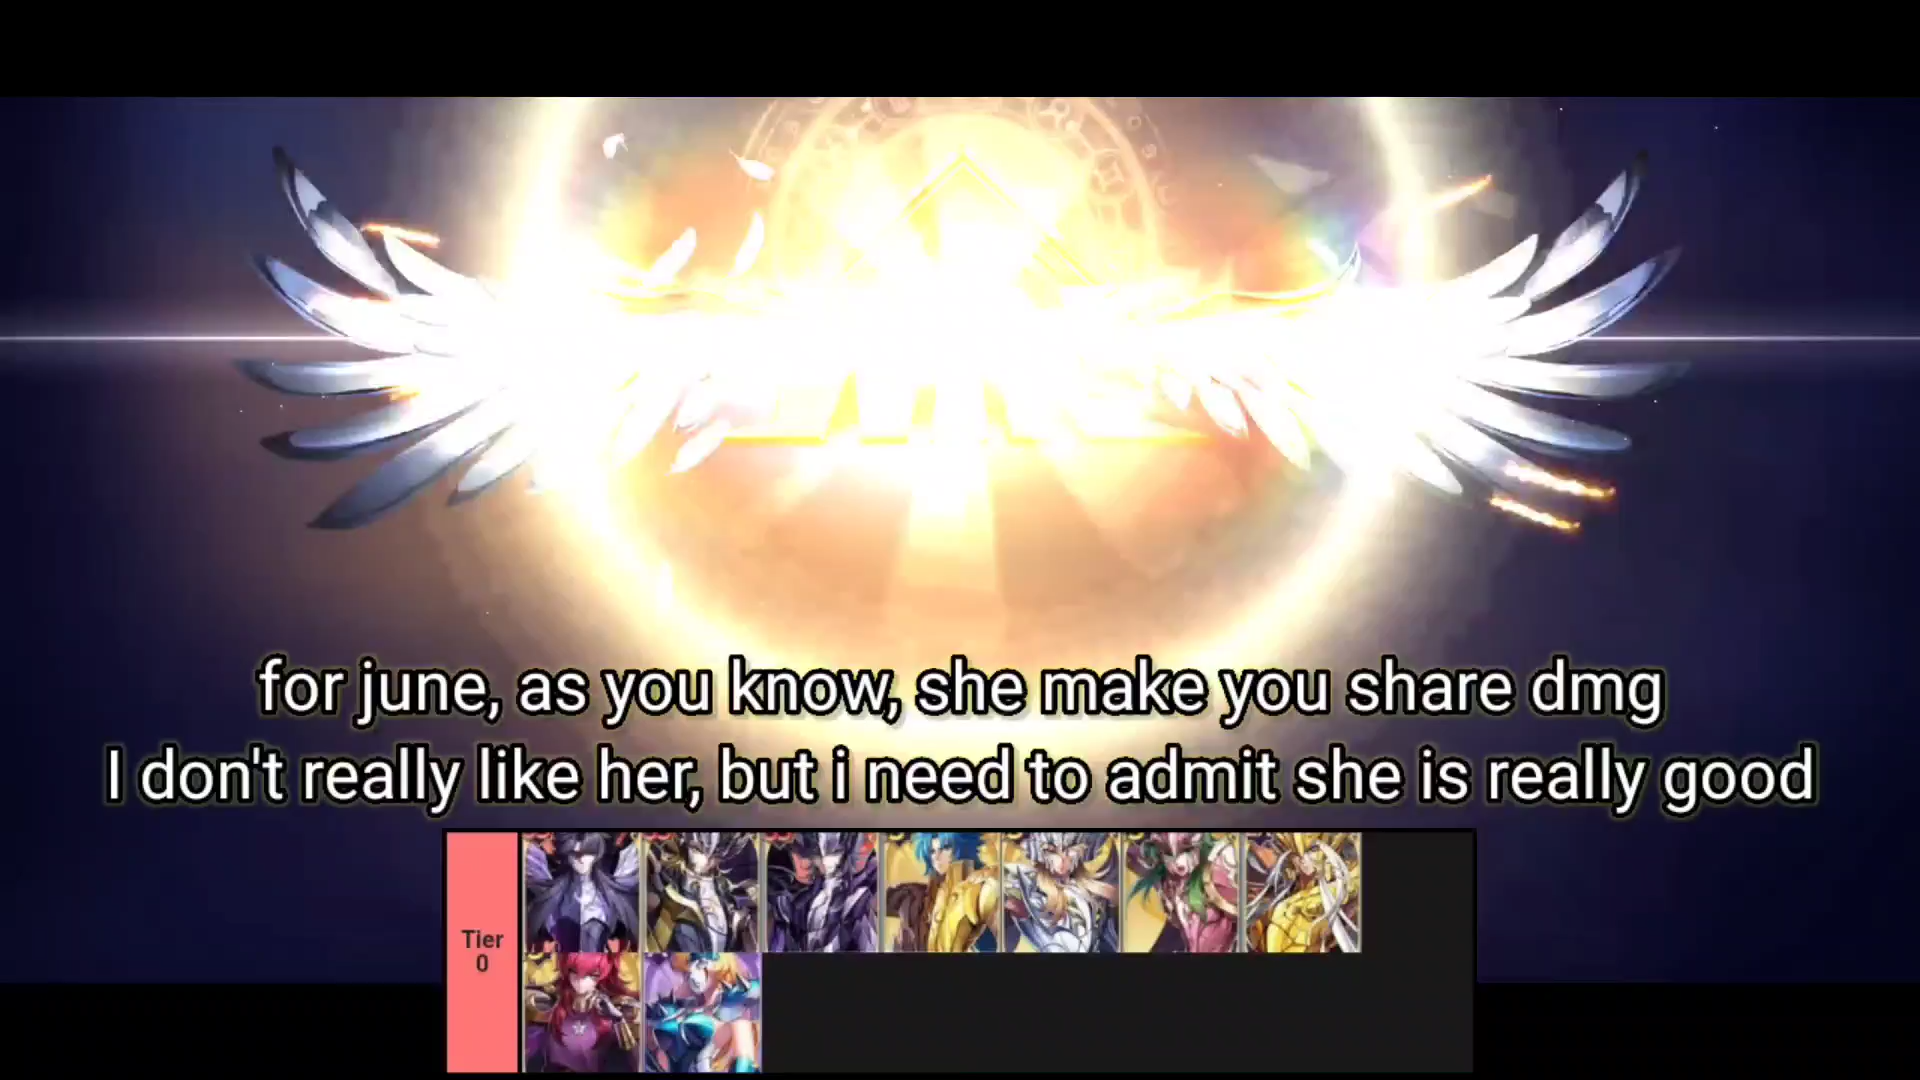 for june, as you know, she make you share dmg
I don't really like her, but i need to admit she is really good
Tier
0